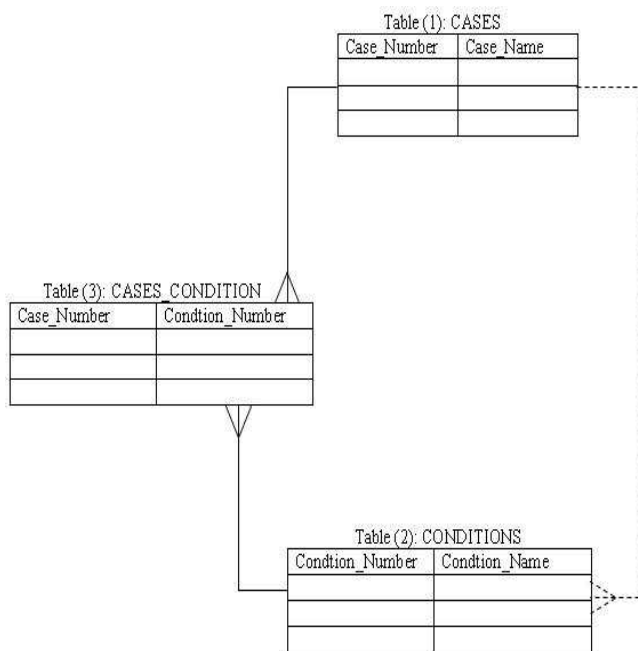 Table (1): CASES
Case_Number Case_Name
Table (3): CASES_CONDITION
Case_Number Condtion_Number
Table (2): CONDITIONS
Condtion_Number Condtion_Name